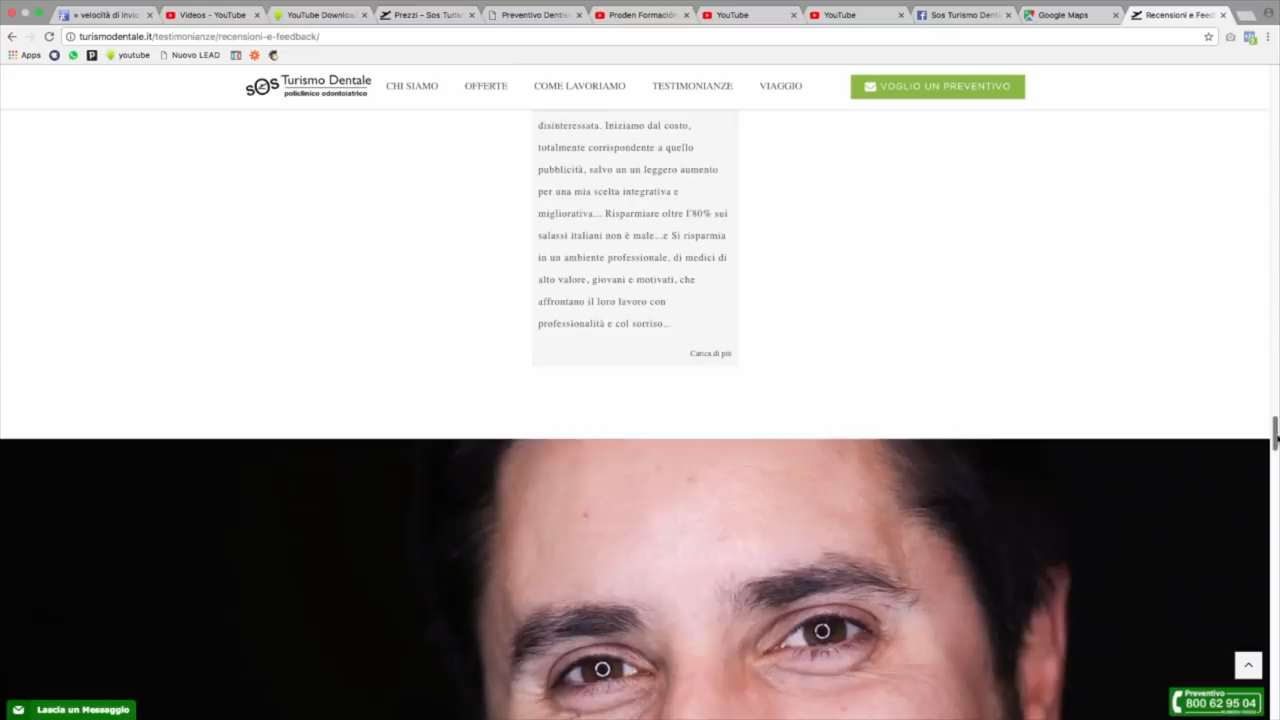 + velocità di invio
Videos - YouTube
YouTube Download
Prezzi – Sos Turism
Preventivo Dentis
Proden Formación
YouTube
YouTube
Sos Turismo Denta
Google Maps
Recensioni e Feed
turismodentale.it/testimonianze/recensioni-e-feedback/
Apps
youtube
Nuovo LEAD
SOS Turismo Dentale
policlinico odontoiatrico
CHI SIAMO
OFFERTE
COME LAVORIAMO
TESTIMONIANZE
VIAGGIO
VOGLIO UN PREVENTIVO
disinteressata. Iniziamo dal costo,
totalmente corrispondente a quello
pubblicità, salvo un un leggero aumento
per una mia scelta integrativa e
migliorativa... Risparmiare oltre l'80% sui
salassi italiani non è male...e Si risparmia
in un ambiente professionale, di medici di
alto valore, giovani e motivati, che
affrontano il loro lavoro con
professionalità e col sorriso...
Carica di più
Lascia un Messaggio
Preventivo
800 62 95 04